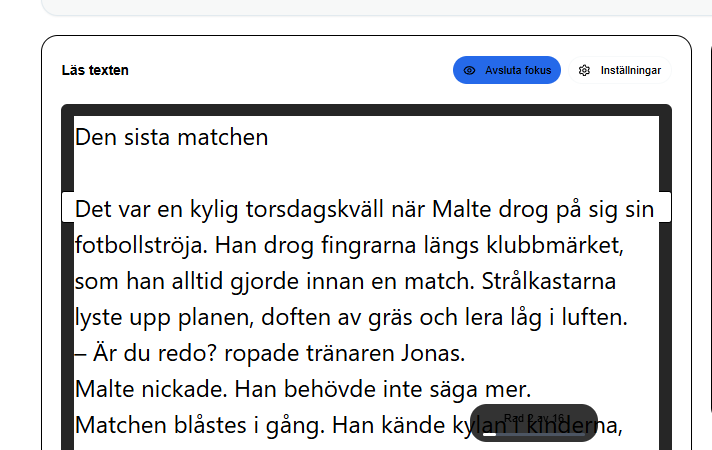 Läs texten
Avsluta fokus
Inställningar
Den sista matchen
Det var en kylig torsdagskväll när Malte drog på sig sin
fotbollströja. Han drog fingrarna längs klubbmärket,
som han alltid gjorde innan en match. Strålkastarna
lyste upp planen, doften av gräs och lera låg i luften.
– Är du redo? ropade tränaren Jonas.
Malte nickade. Han behövde inte säga mer.
Matchen blåstes i gång. Han kände kylan i kinderna,
Rad 2 av 16